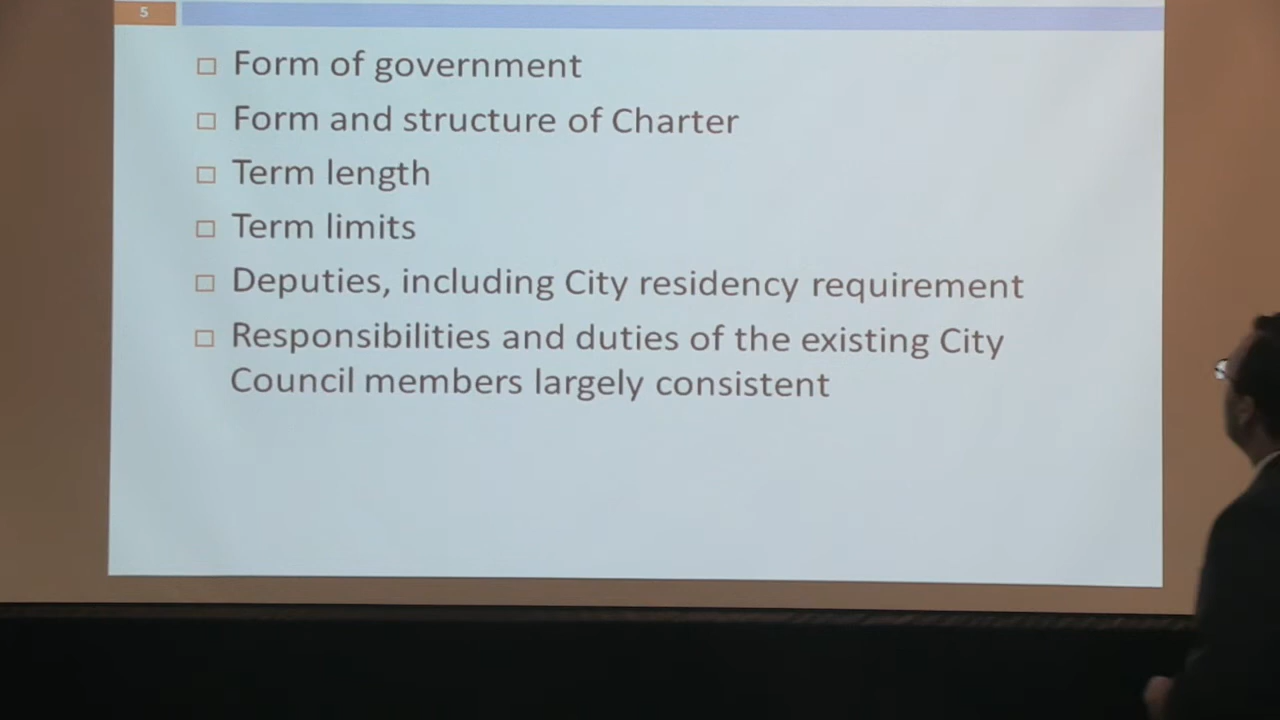 5
Form of government
Form and structure of Charter
Term length
Term limits
Deputies, including City residency requirement
Responsibilities and duties of the existing City
Council members largely consistent